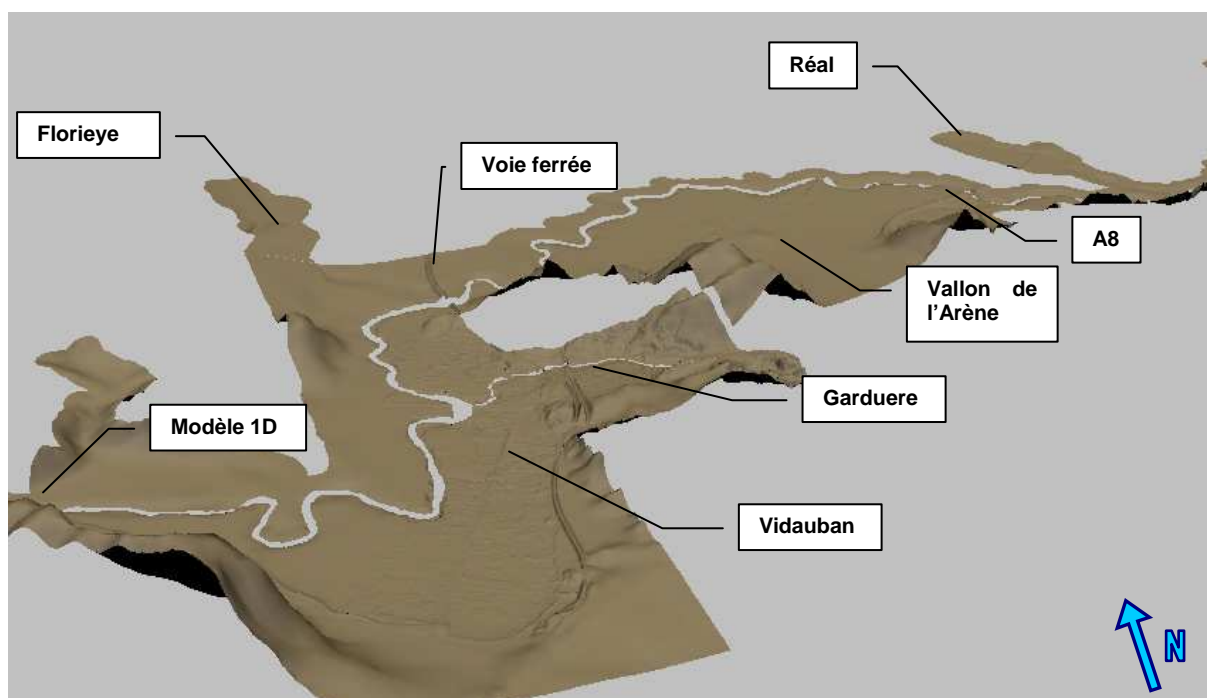 Réal
Florieye
Voie ferrée
A8
Vallon de
l'Arène
Garduere
Modèle 1D
Vidauban
N